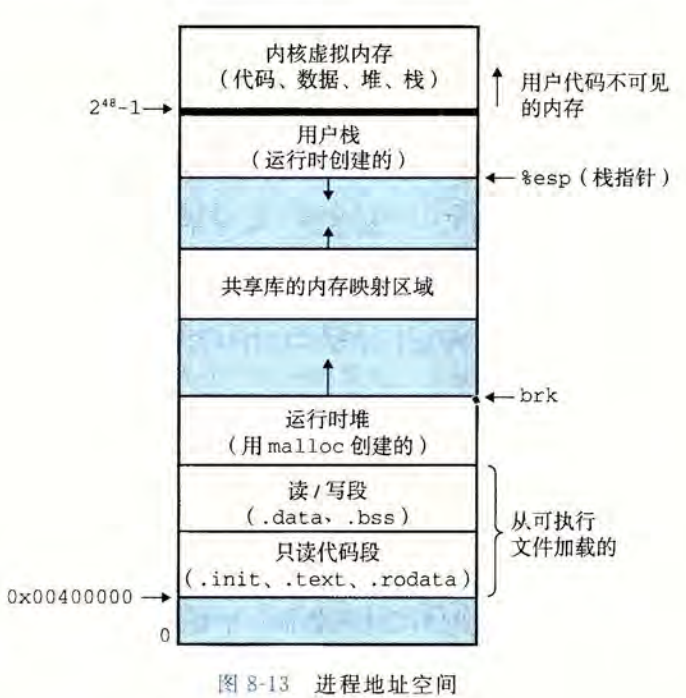 内核虚拟内存
（代码、数据、堆、栈）
用户代码不可见
的内存
2⁴⁸-1
用户栈
（运行时创建的）
%esp（栈指针）
共享库的内存映射区域
brk
运行时堆
（用 malloc 创建的）
读/写段
（.data、.bss）
从可执行
文件加载的
只读代码段
（.init、.text、.rodata）
0x00400000
0
图 8-13 进程地址空间